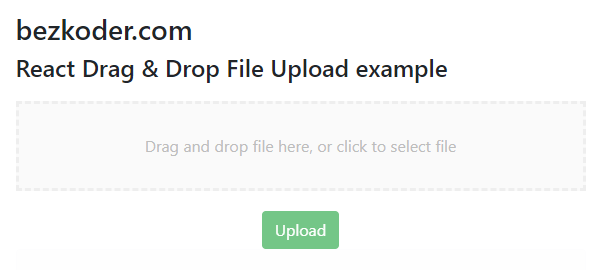 bezkoder.com
React Drag & Drop File Upload example
Drag and drop file here, or click to select file
Upload